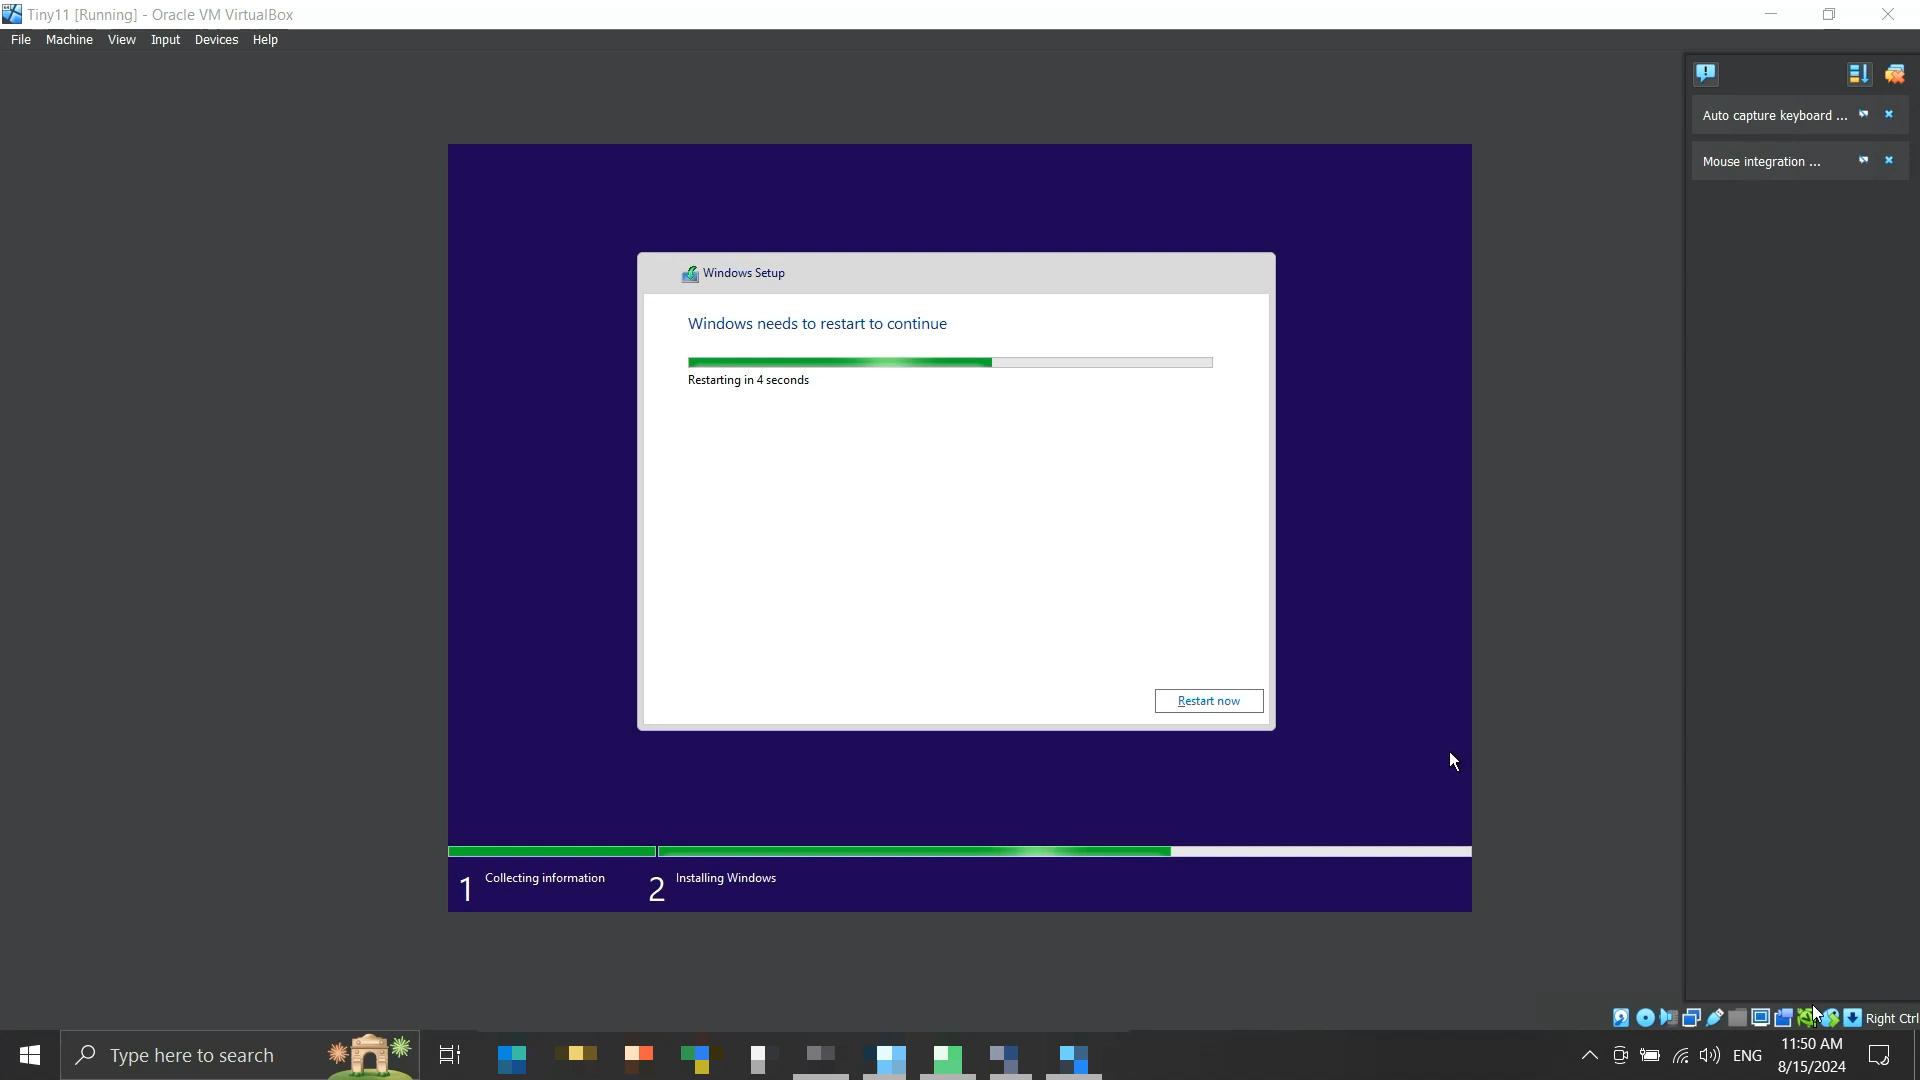 Tiny11 [Running] - Oracle VM VirtualBox
File Machine View Input Devices Help
Auto capture keyboard ...
Mouse integration ...
Windows Setup
Windows needs to restart to continue
Restarting in 4 seconds
Restart now
1 Collecting information
2 Installing Windows
Right Ctrl
Type here to search
ENG
11:50 AM
8/15/2024